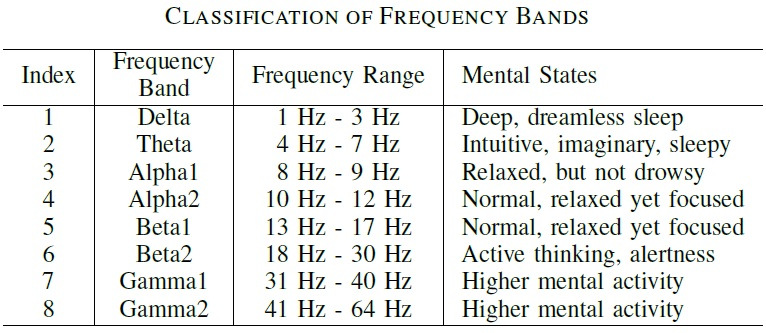 CLASSIFICATION OF FREQUENCY BANDS
Index Frequency Band Frequency Range Mental States
1 Delta 1 Hz - 3 Hz Deep, dreamless sleep
2 Theta 4 Hz - 7 Hz Intuitive, imaginary, sleepy
3 Alpha1 8 Hz - 9 Hz Relaxed, but not drowsy
4 Alpha2 10 Hz - 12 Hz Normal, relaxed yet focused
5 Beta1 13 Hz - 17 Hz Normal, relaxed yet focused
6 Beta2 18 Hz - 30 Hz Active thinking, alertness
7 Gamma1 31 Hz - 40 Hz Higher mental activity
8 Gamma2 41 Hz - 64 Hz Higher mental activity